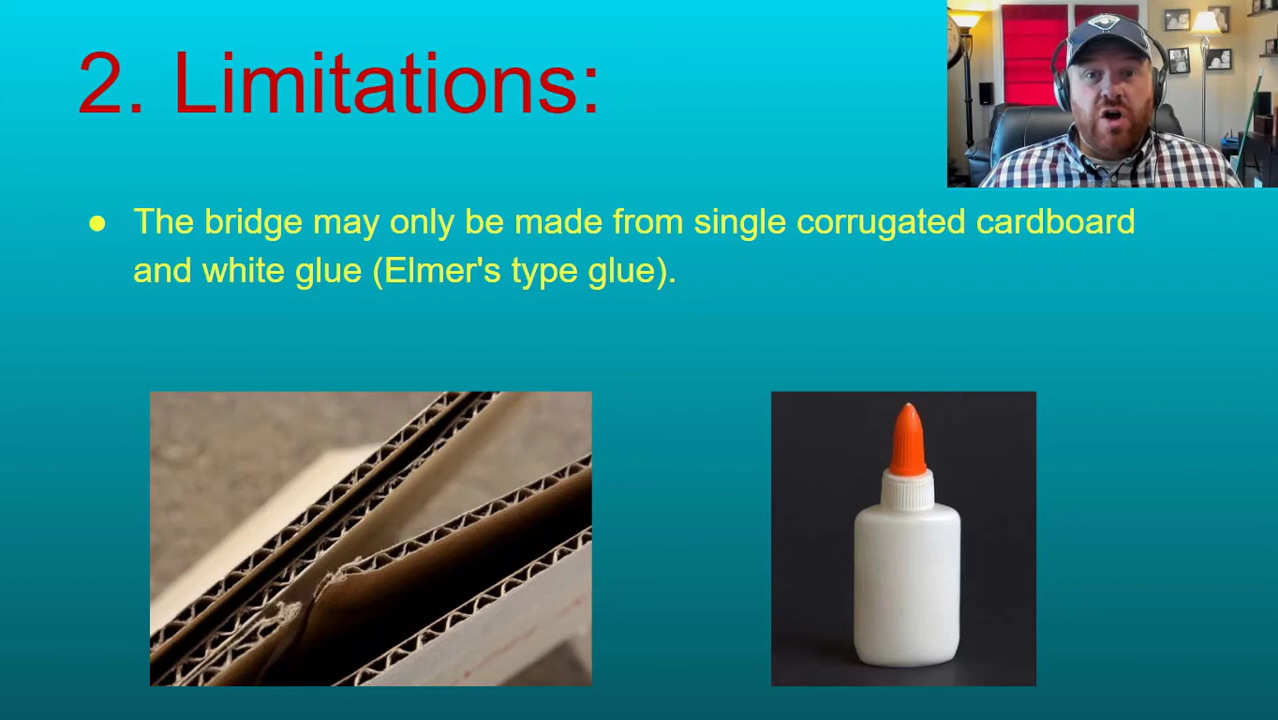 2. Limitations:
● The bridge may only be made from single corrugated cardboard
and white glue (Elmer's type glue).